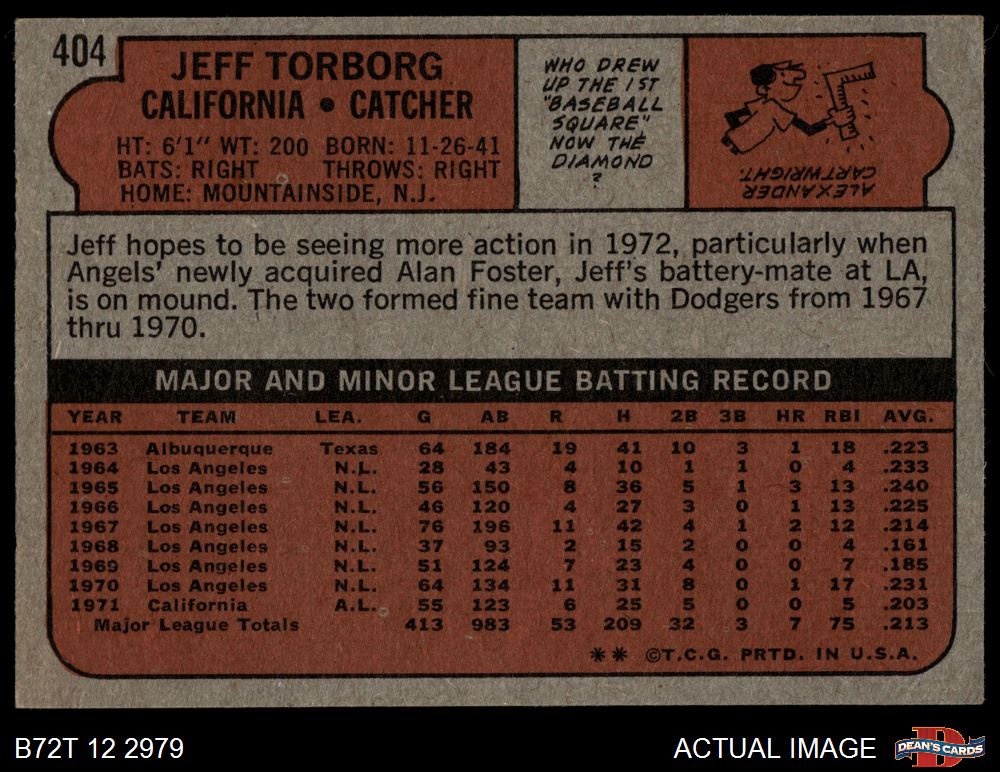 404
JEFF TORBORG
CALIFORNIA • CATCHER
HT: 6'1" WT: 200 BORN: 11-26-41
BATS: RIGHT THROWS: RIGHT
HOME: MOUNTAINSIDE, N.J.
WHO DREW
UP THE 1ST
"BASEBALL
SQUARE",
NOW THE
DIAMOND
?
ALEXANDER
CARTWRIGHT.
Jeff hopes to be seeing more action in 1972, particularly when
Angels' newly acquired Alan Foster, Jeff's battery-mate at LA,
is on mound. The two formed fine team with Dodgers from 1967
thru 1970.
MAJOR AND MINOR LEAGUE BATTING RECORD
YEAR TEAM LEA. G AB R H 2B 3B HR RBI AVG.
1963 Albuquerque Texas 64 184 19 41 10 3 1 18 .223
1964 Los Angeles N.L. 28 43 4 10 1 1 0 4 .233
1965 Los Angeles N.L. 56 150 8 36 5 1 3 13 .240
1966 Los Angeles N.L. 46 120 4 27 3 0 1 13 .225
1967 Los Angeles N.L. 76 196 11 42 4 1 2 12 .214
1968 Los Angeles N.L. 37 93 2 15 2 0 0 4 .161
1969 Los Angeles N.L. 51 124 7 23 4 0 0 7 .185
1970 Los Angeles N.L. 64 134 11 31 8 0 1 17 .231
1971 California A.L. 55 123 6 25 5 0 0 5 .203
Major League Totals 413 983 53 209 32 3 7 75 .213
** ©T.C.G. PRTD. IN U.S.A.
B72T 12 2979
ACTUAL IMAGE
D
DEAN'S CARDS